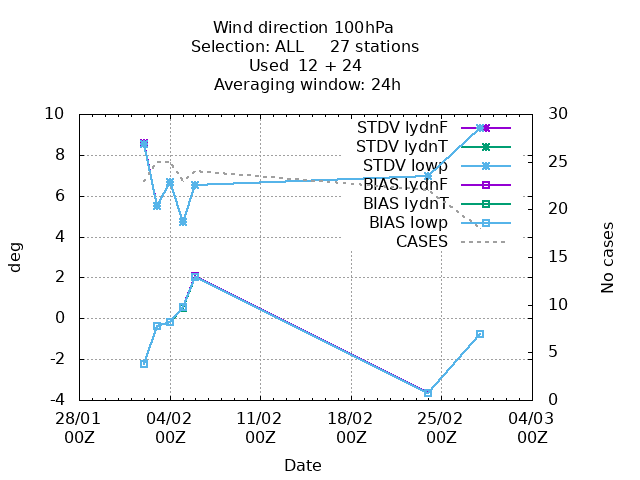 Wind direction 100hPa
Selection: ALL 27 stations
Used 12 + 24
Averaging window: 24h
10
8
6
4
2
0
-2
-4
deg
30
25
20
15
10
5
0
No cases
STDV lydnF
STDV lydnT
STDV lowp
BIAS lydnF
BIAS lydnT
BIAS lowp
CASES
28/01 04/02 11/02 18/02 25/02 04/03
00Z 00Z 00Z 00Z 00Z 00Z
Date